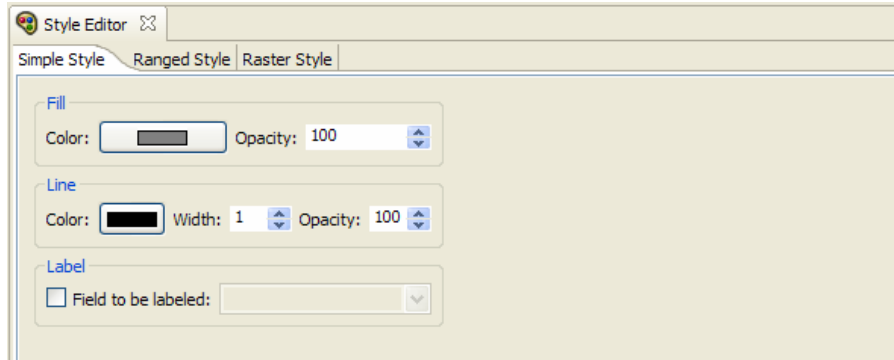 Style Editor
Simple Style Ranged Style Raster Style
Fill
Color: Opacity: 100
Line
Color: Width: 1 Opacity: 100
Label
Field to be labeled: